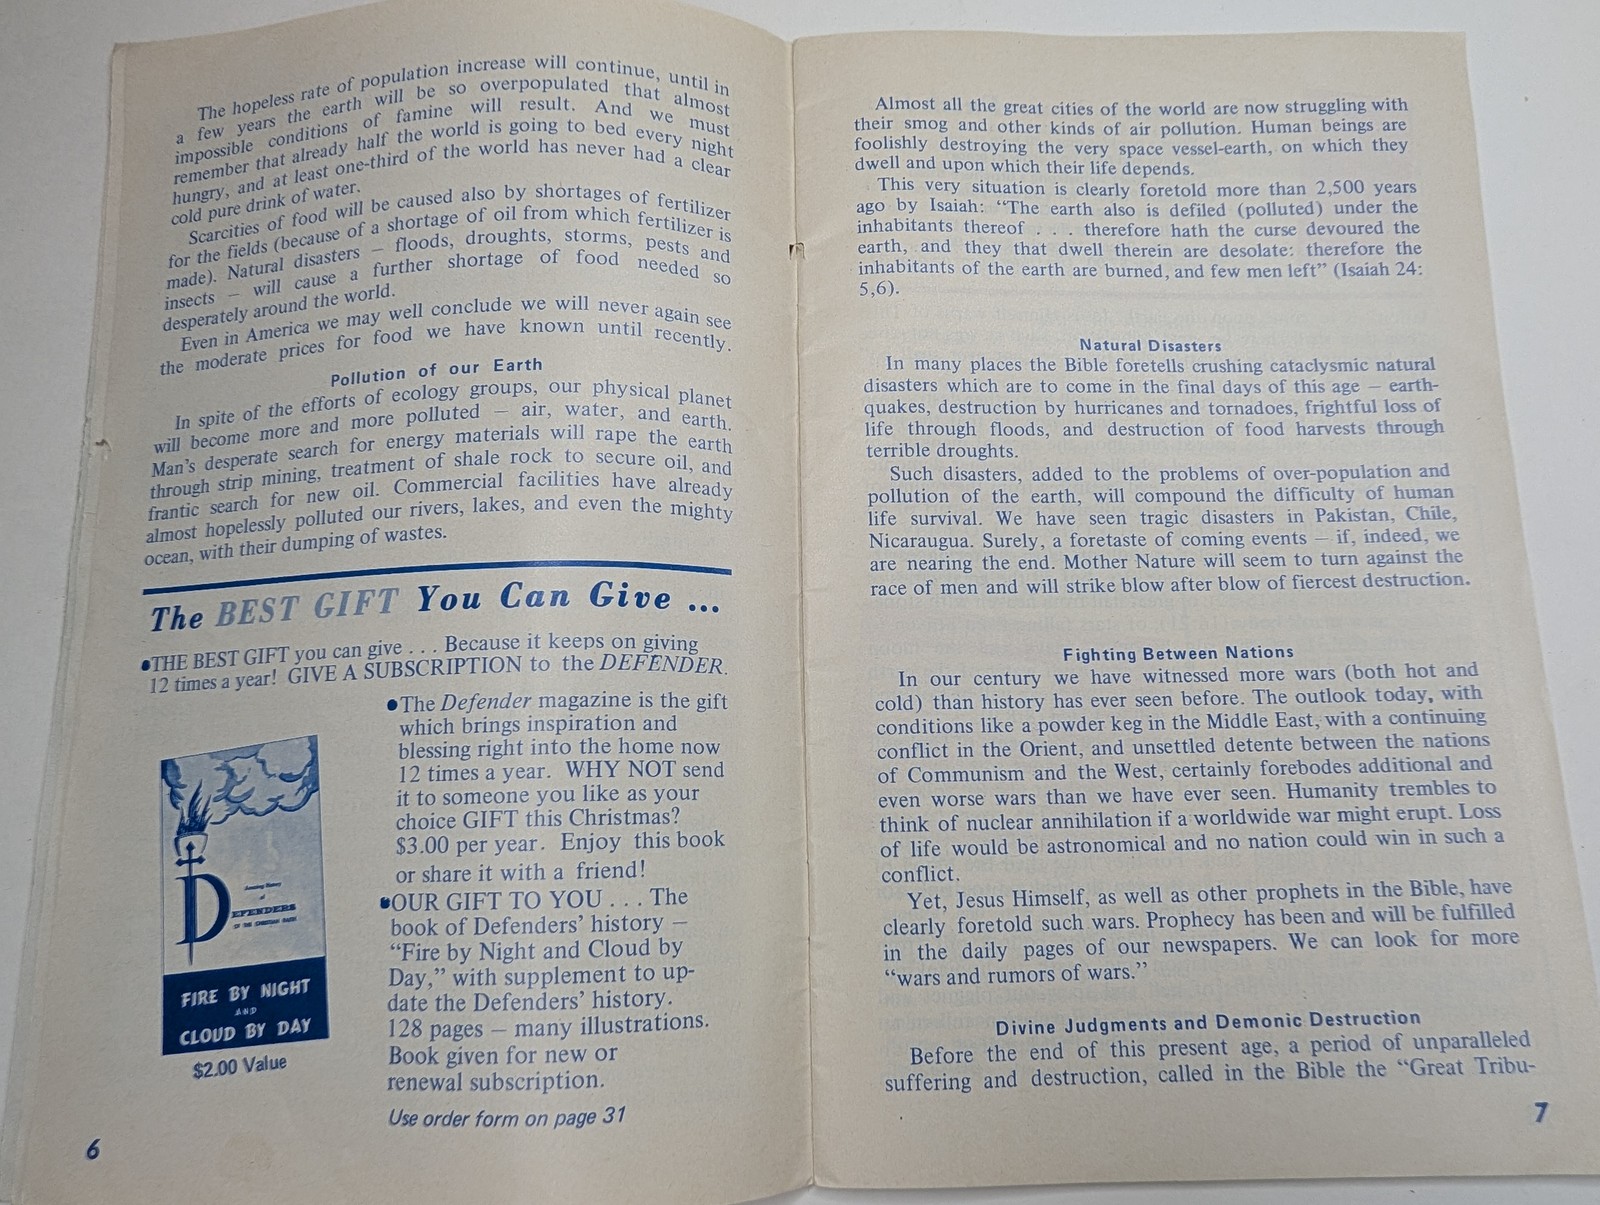 The hopeless rate of population increase will continue, until in
a few years the earth will be so overpopulated that almost
impossible conditions of famine will result. And we must
remember that already half the world is going to bed every night
hungry, and at least one-third of the world has never had a clear
cold pure drink of water.
Scarcities of food will be caused also by shortages of fertilizer
for the fields (because of a shortage of oil from which fertilizer is
made). Natural disasters — floods, droughts, storms, pests and
insects — will cause a further shortage of food needed so
desperately around the world.
Even in America we may well conclude we will never again see
the moderate prices for food we have known until recently.
Pollution of our Earth
In spite of the efforts of ecology groups, our physical planet
will become more and more polluted — air, water, and earth.
Man's desperate search for energy materials will rape the earth
through strip mining, treatment of shale rock to secure oil, and
frantic search for new oil. Commercial facilities have already
almost hopelessly polluted our rivers, lakes, and even the mighty
ocean, with their dumping of wastes.
The BEST GIFT You Can Give ...
•THE BEST GIFT you can give . . . Because it keeps on giving
12 times a year! GIVE A SUBSCRIPTION to the DEFENDER.
•The Defender magazine is the gift
which brings inspiration and
blessing right into the home now
12 times a year. WHY NOT send
it to someone you like as your
choice GIFT this Christmas?
$3.00 per year. Enjoy this book
or share it with a friend!
•OUR GIFT TO YOU . . . The
book of Defenders' history —
“Fire by Night and Cloud by
Day,” with supplement to up-
date the Defenders' history.
128 pages — many illustrations.
Book given for new or
renewal subscription.
Use order form on page 31
Amazing History
of
DEFENDERS
OF THE CHRISTIAN FAITH
FIRE BY NIGHT
AND
CLOUD BY DAY
$2.00 Value
6
Almost all the great cities of the world are now struggling with
their smog and other kinds of air pollution. Human beings are
foolishly destroying the very space vessel-earth, on which they
dwell and upon which their life depends.
This very situation is clearly foretold more than 2,500 years
ago by Isaiah: “The earth also is defiled (polluted) under the
inhabitants thereof . . . therefore hath the curse devoured the
earth, and they that dwell therein are desolate: therefore the
inhabitants of the earth are burned, and few men left” (Isaiah 24:
5,6).
Natural Disasters
In many places the Bible foretells crushing cataclysmic natural
disasters which are to come in the final days of this age — earth-
quakes, destruction by hurricanes and tornadoes, frightful loss of
life through floods, and destruction of food harvests through
terrible droughts.
Such disasters, added to the problems of over-population and
pollution of the earth, will compound the difficulty of human
life survival. We have seen tragic disasters in Pakistan, Chile,
Nicaraugua. Surely, a foretaste of coming events — if, indeed, we
are nearing the end. Mother Nature will seem to turn against the
race of men and will strike blow after blow of fiercest destruction.
Fighting Between Nations
In our century we have witnessed more wars (both hot and
cold) than history has ever seen before. The outlook today, with
conditions like a powder keg in the Middle East, with a continuing
conflict in the Orient, and unsettled detente between the nations
of Communism and the West, certainly forebodes additional and
even worse wars than we have ever seen. Humanity trembles to
think of nuclear annihilation if a worldwide war might erupt. Loss
of life would be astronomical and no nation could win in such a
conflict.
Yet, Jesus Himself, as well as other prophets in the Bible, have
clearly foretold such wars. Prophecy has been and will be fulfilled
in the daily pages of our newspapers. We can look for more
“wars and rumors of wars.”
Divine Judgments and Demonic Destruction
Before the end of this present age, a period of unparalleled
suffering and destruction, called in the Bible the “Great Tribu-
7